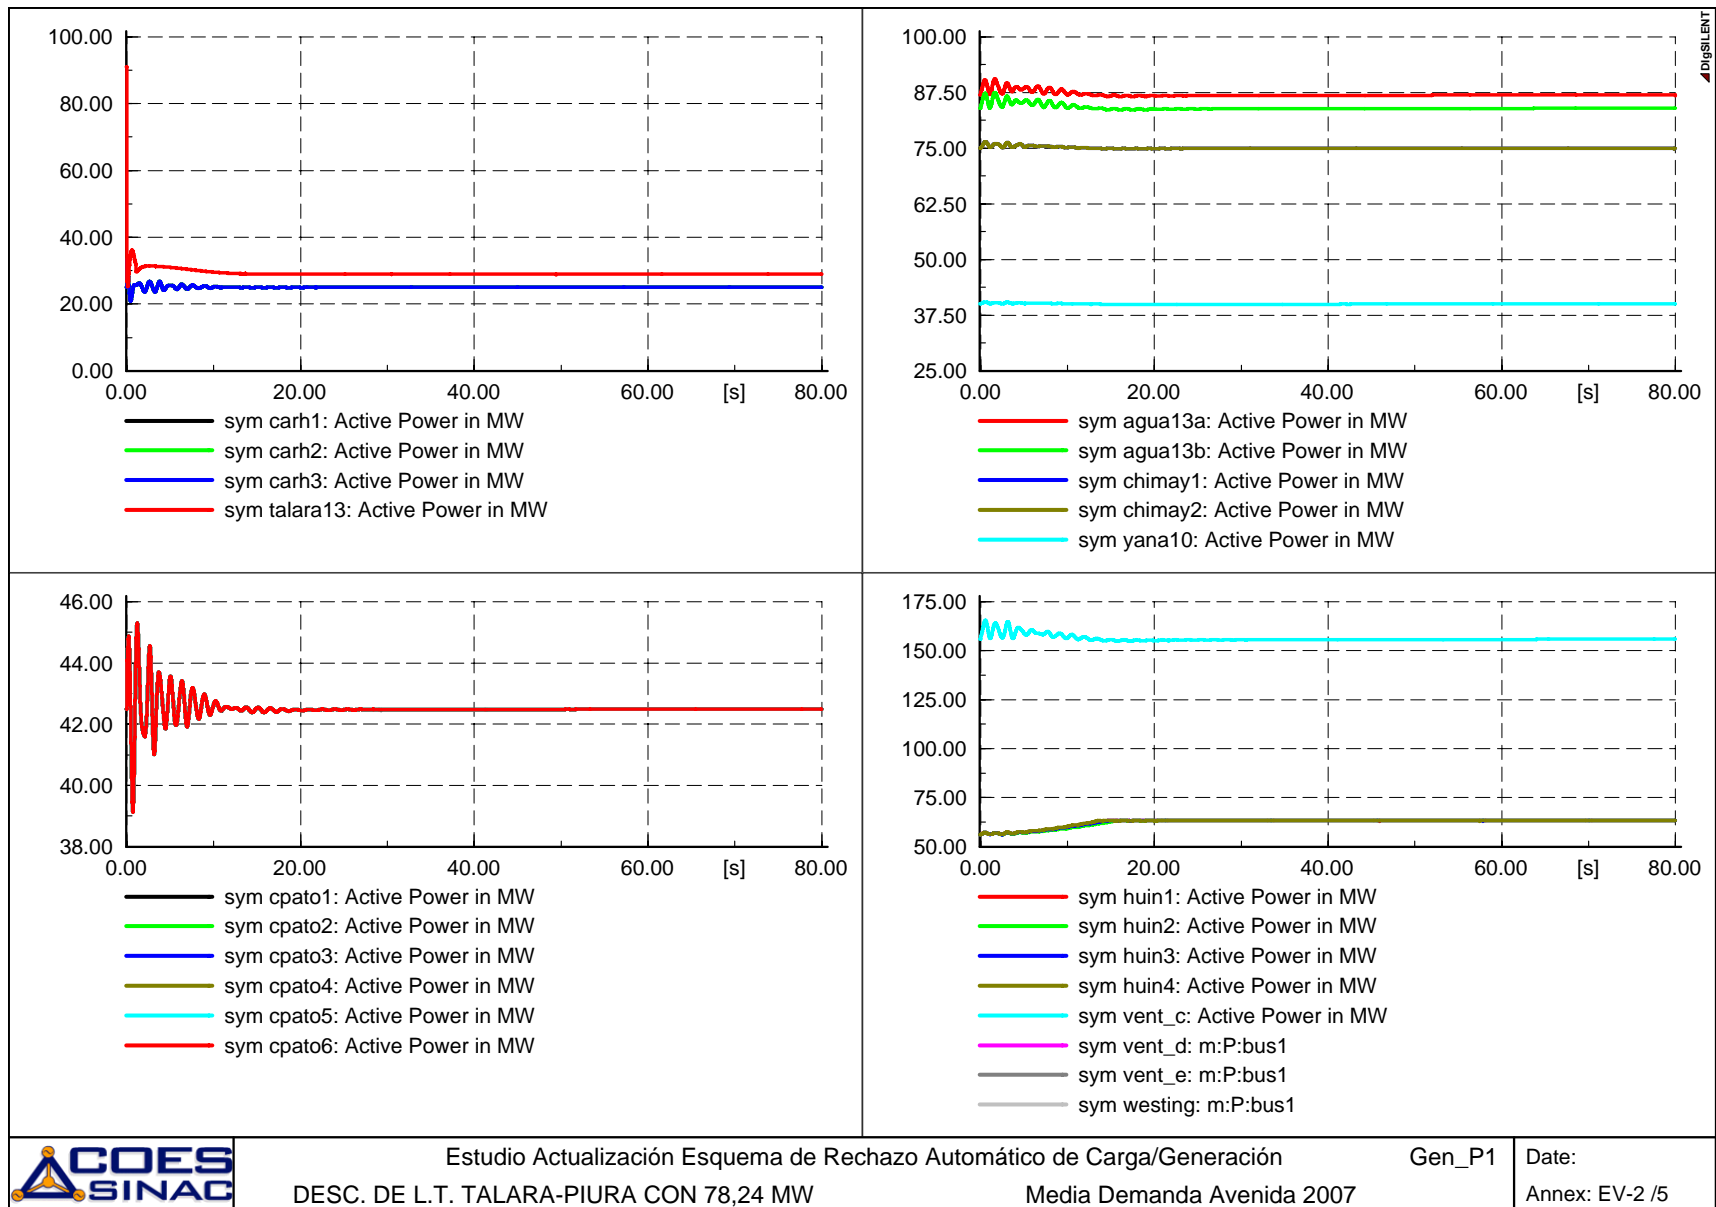 100.00
80.00
60.00
40.00
20.00
0.00
0.00 20.00 40.00 60.00 [s] 80.00
sym carh1: Active Power in MW
sym carh2: Active Power in MW
sym carh3: Active Power in MW
sym talara13: Active Power in MW
DIgSILENT
100.00
87.50
75.00
62.50
50.00
37.50
25.00
0.00 20.00 40.00 60.00 [s] 80.00
sym agua13a: Active Power in MW
sym agua13b: Active Power in MW
sym chimay1: Active Power in MW
sym chimay2: Active Power in MW
sym yana10: Active Power in MW
46.00
44.00
42.00
40.00
38.00
0.00 20.00 40.00 60.00 [s] 80.00
sym cpato1: Active Power in MW
sym cpato2: Active Power in MW
sym cpato3: Active Power in MW
sym cpato4: Active Power in MW
sym cpato5: Active Power in MW
sym cpato6: Active Power in MW
175.00
150.00
125.00
100.00
75.00
50.00
0.00 20.00 40.00 60.00 [s] 80.00
sym huin1: Active Power in MW
sym huin2: Active Power in MW
sym huin3: Active Power in MW
sym huin4: Active Power in MW
sym vent_c: Active Power in MW
sym vent_d: m:P:bus1
sym vent_e: m:P:bus1
sym westing: m:P:bus1
COES
SINAC
Estudio Actualización Esquema de Rechazo Automático de Carga/Generación Gen_P1
DESC. DE L.T. TALARA-PIURA CON 78,24 MW Media Demanda Avenida 2007
Date:
Annex: EV-2 /5